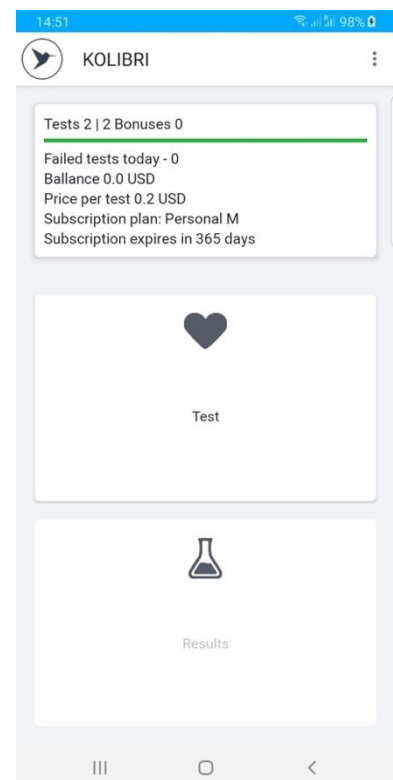 14:51
98%
KOLIBRI
Tests 2 | 2 Bonuses 0
Failed tests today - 0
Ballance 0.0 USD
Price per test 0.2 USD
Subscription plan: Personal M
Subscription expires in 365 days
Test
Results